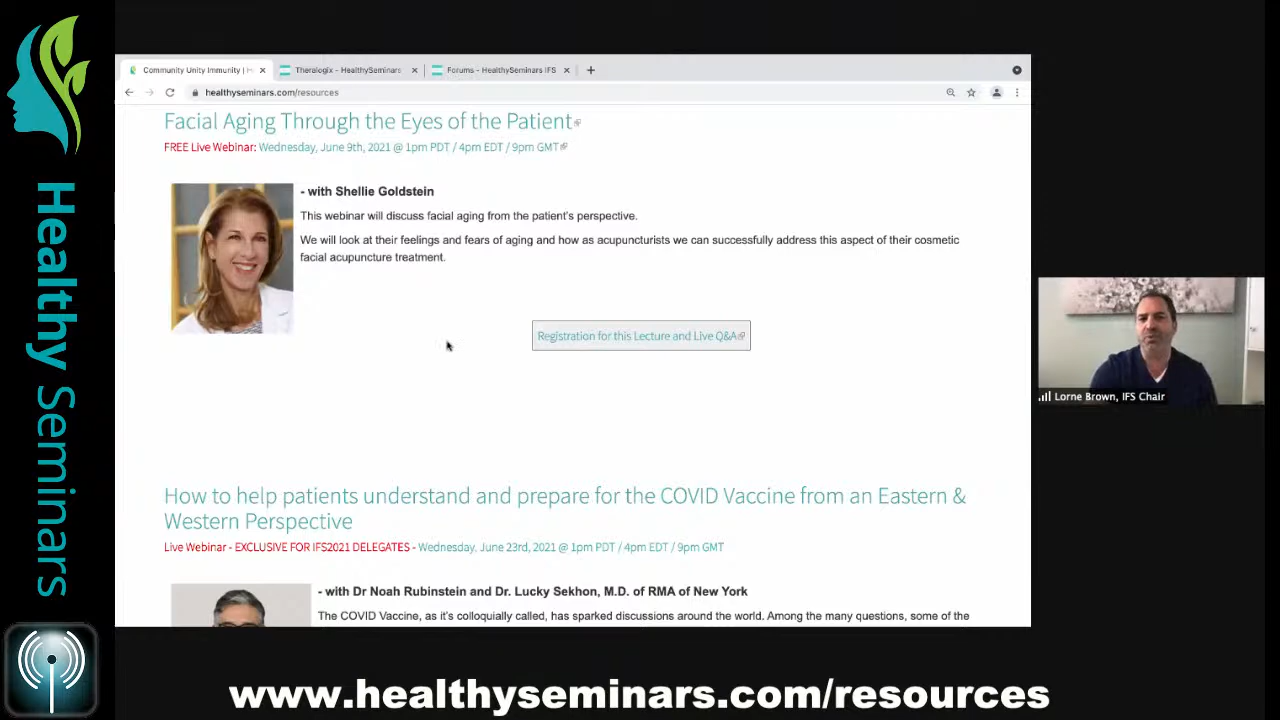 Healthy Seminars
Community Unity Immunity | H
Theralogix - HealthySeminars
Forums - HealthySeminars IFS
healthyseminars.com/resources
Facial Aging Through the Eyes of the Patient
FREE Live Webinar: Wednesday, June 9th, 2021 @ 1pm PDT / 4pm EDT / 9pm GMT
- with Shellie Goldstein
This webinar will discuss facial aging from the patient's perspective.
We will look at their feelings and fears of aging and how as acupuncturists we can successfully address this aspect of their cosmetic
facial acupuncture treatment.
Registration for this Lecture and Live Q&A
Lorne Brown, IFS Chair
How to help patients understand and prepare for the COVID Vaccine from an Eastern &
Western Perspective
Live Webinar - EXCLUSIVE FOR IFS2021 DELEGATES - Wednesday, June 23rd, 2021 @ 1pm PDT / 4pm EDT / 9pm GMT
- with Dr Noah Rubinstein and Dr. Lucky Sekhon, M.D. of RMA of New York
The COVID Vaccine, as it's colloquially called, has sparked discussions around the world. Among the many questions, some of the
www.healthyseminars.com/resources